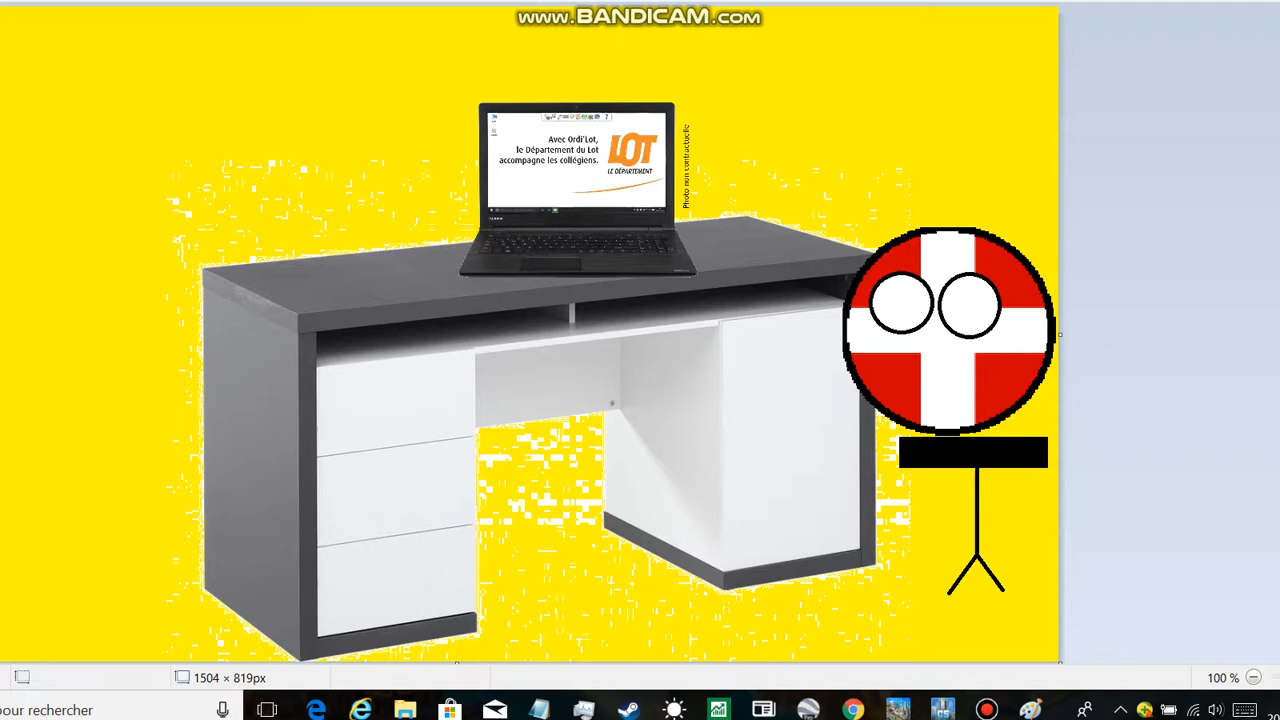 www.BANDICAM.com
Avec Ordi'Lot,
le Département du Lot
accompagne les collégiens.
LOT
LE DÉPARTEMENT
Photo non contractuelle
1504 × 819px
100 %
pour rechercher